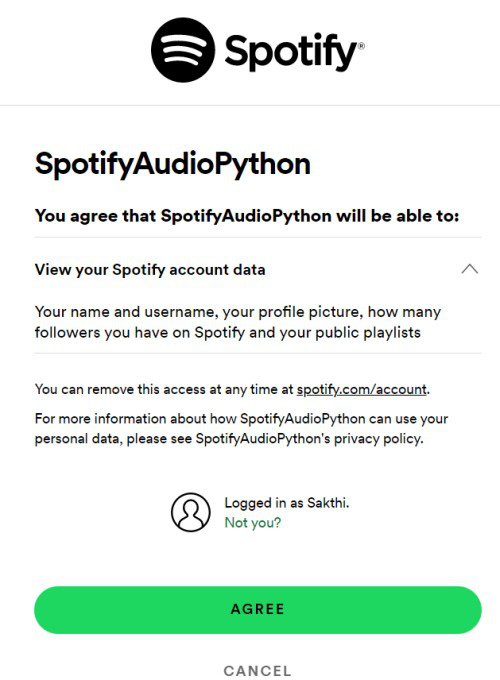 Spotify®
SpotifyAudioPython
You agree that SpotifyAudioPython will be able to:
View your Spotify account data
Your name and username, your profile picture, how many
followers you have on Spotify and your public playlists
You can remove this access at any time at spotify.com/account.
For more information about how SpotifyAudioPython can use your
personal data, please see SpotifyAudioPython's privacy policy.
Logged in as Sakthi.
Not you?
AGREE
CANCEL